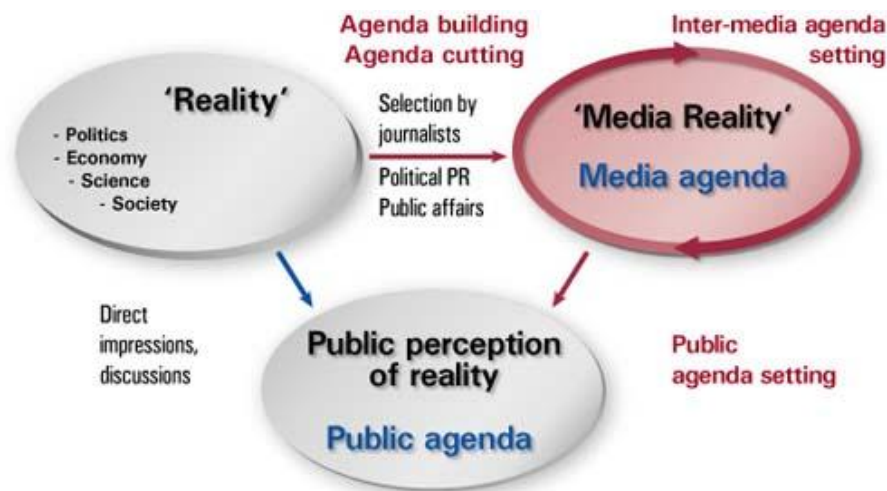 Agenda building
Agenda cutting
Inter-media agenda
setting
'Reality'
- Politics
- Economy
- Science
- Society
Selection by
journalists
Political PR
Public affairs
'Media Reality'
Media agenda
Direct
impressions,
discussions
Public perception
of reality
Public agenda
Public
agenda setting